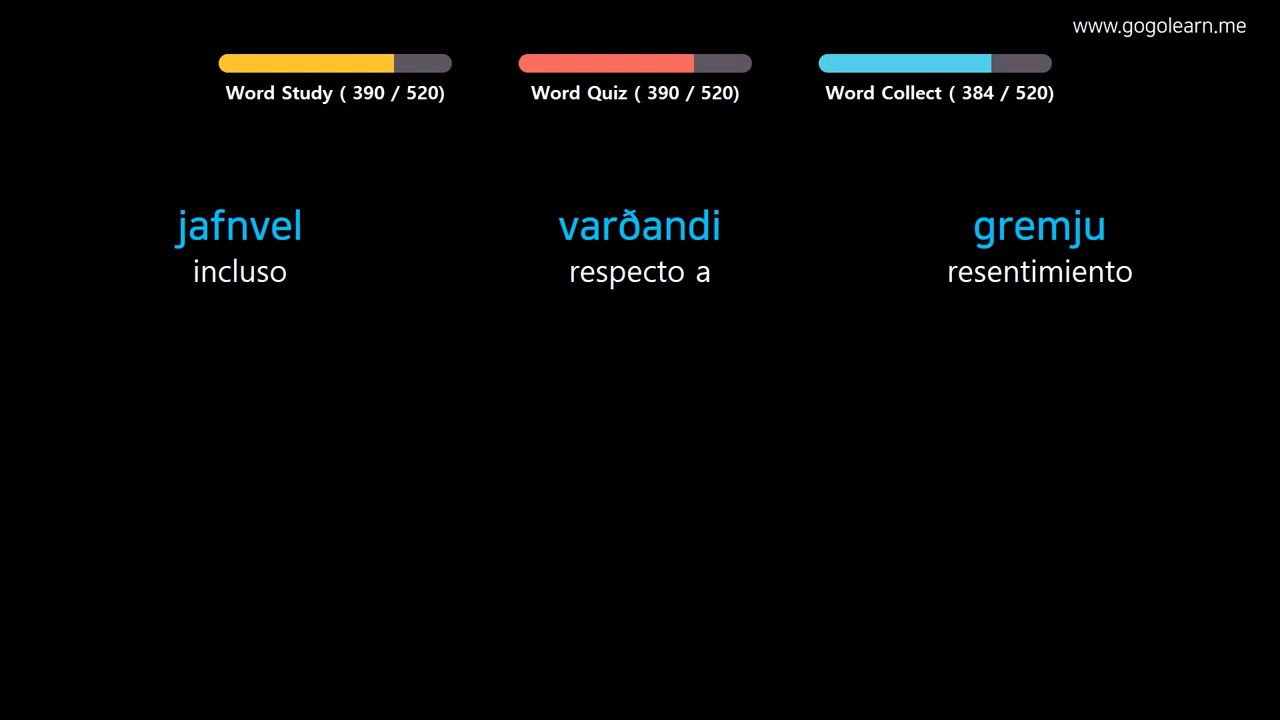 www.gogolearn.me
Word Study ( 390 / 520)
Word Quiz ( 390 / 520)
Word Collect ( 384 / 520)
jafnvel
incluso
varðandi
respecto a
gremju
resentimiento